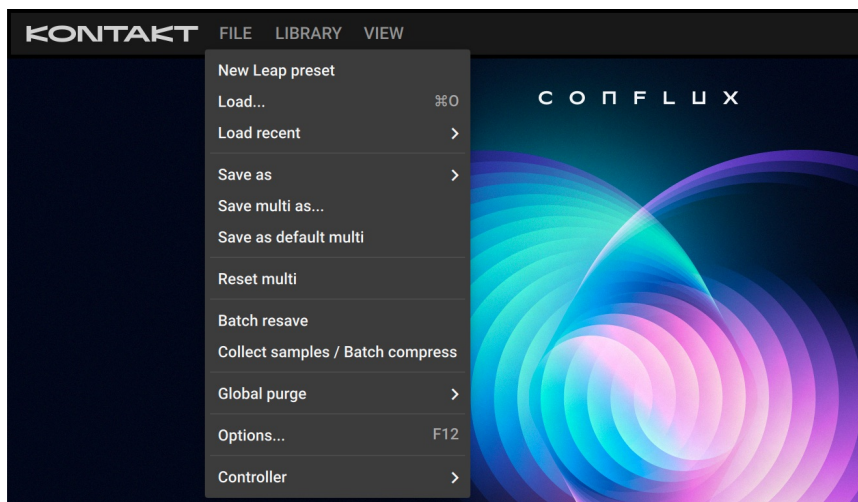 KONTAKT FILE LIBRARY VIEW
New Leap preset
Load... ⌘O
Load recent
Save as
Save multi as...
Save as default multi
Reset multi
Batch resave
Collect samples / Batch compress
Global purge
Options... F12
Controller
CONFLUX